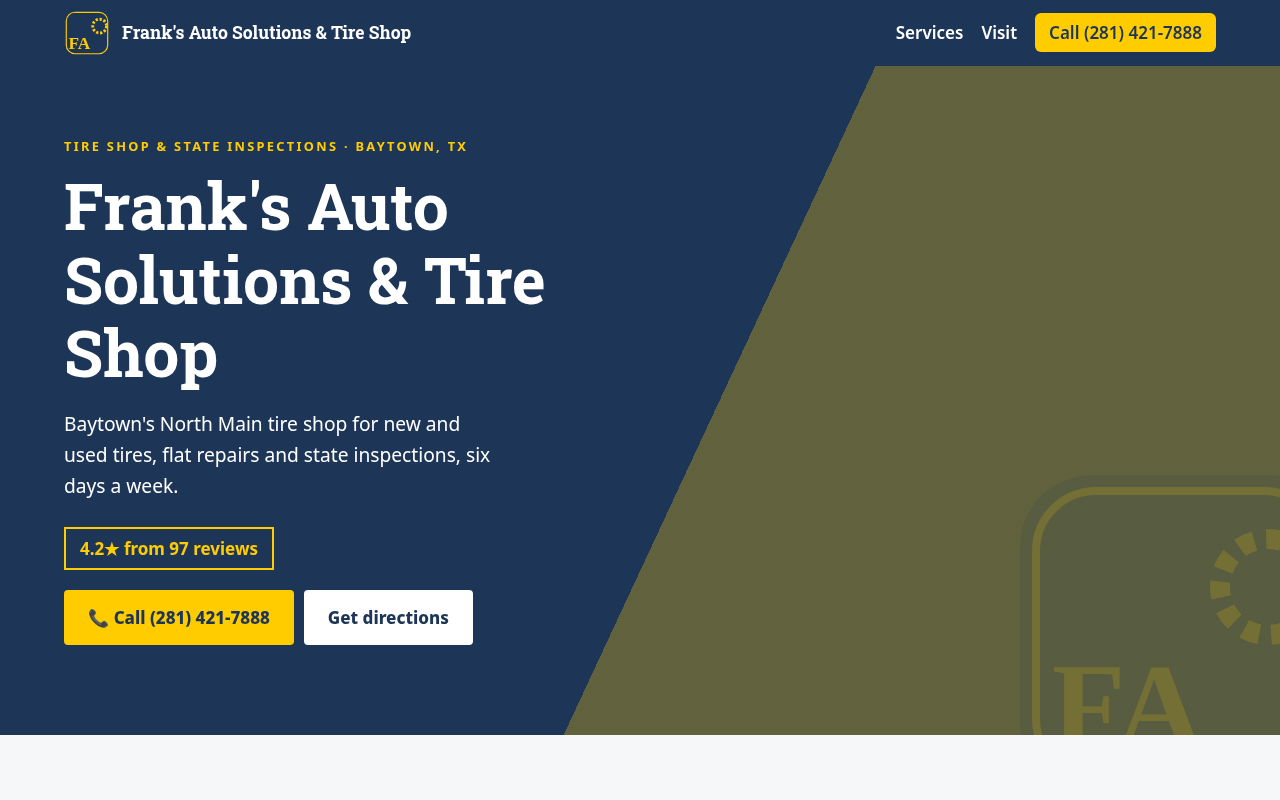 FA
Frank's Auto Solutions & Tire Shop
Services
Visit
Call (281) 421-7888
TIRE SHOP & STATE INSPECTIONS · BAYTOWN, TX
Frank's Auto
Solutions & Tire
Shop
Baytown's North Main tire shop for new and
used tires, flat repairs and state inspections, six
days a week.
4.2★ from 97 reviews
📞 Call (281) 421-7888
Get directions
FA